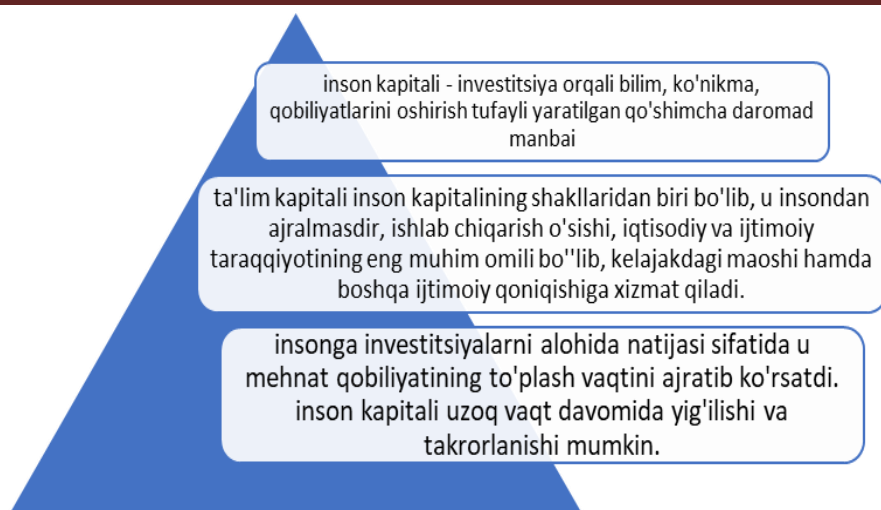 inson kapitali - investitsiya orqali bilim, ko'nikma,
qobiliyatlarini oshirish tufayli yaratilgan qo'shimcha daromad
manbai
ta'lim kapitali inson kapitalining shakllaridan biri bo'lib, u insondan
ajralmasdir, ishlab chiqarish o'sishi, iqtisodiy va ijtimoiy
taraqqiyotining eng muhim omili bo''lib, kelajakdagi maoshi hamda
boshqa ijtimoiy qoniqishiga xizmat qiladi.
insonga investitsiyalarni alohida natijasi sifatida u
mehnat qobiliyatining to'plash vaqtini ajratib ko'rsatdi.
inson kapitali uzoq vaqt davomida yig'ilishi va
takrorlanishi mumkin.